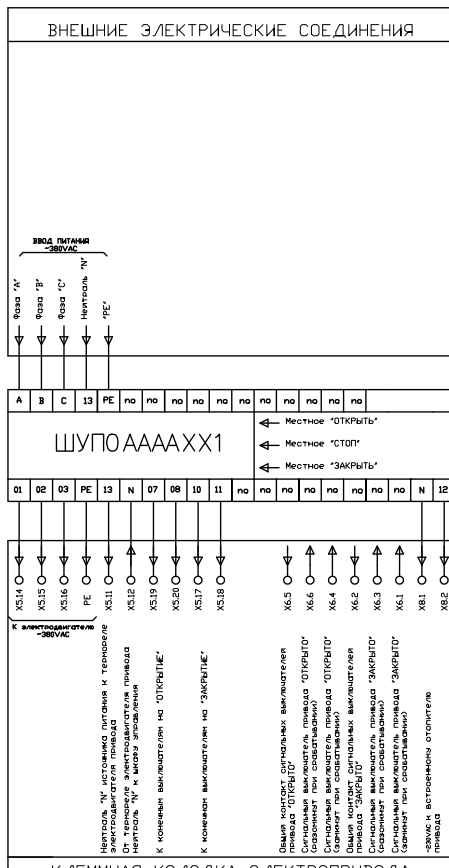 ВНЕШНИЕ ЭЛЕКТРИЧЕСКИЕ СОЕДИНЕНИЯ
ВВОД ПИТАНИЯ
~380VAC
Фаза "А"
Фаза "В"
Фаза "С"
Нейтраль "N"
"РЕ"
A B C 13 PE no no no no no no no no no no no
ШУПОАААAXX1
Местное "ОТКРЫТЬ"
Местное "СТОП"
Местное "ЗАКРЫТЬ"
01 02 03 PE 13 N 07 08 10 11 no no no no no no no no N 12
X5.14
X5.15
X5.16
PE
X5.11
X5.12
X5.19
X5.20
X5.17
X5.18
X6.5
X6.6
X6.4
X6.2
X6.3
X6.1
X8.1
X8.2
К электродвигателю
~380VAC
Нейтраль "N" источника питания к термореле
электродвигателя привода
От термореле электродвигателя привода
нейтраль "N" к шкафу управления
К конечным выключателям на "ОТКРЫТИЕ"
К конечным выключателям на "ЗАКРЫТИЕ"
Общий контакт сигнальных выключателей
привода "ОТКРЫТО"
Сигнальный выключатель привода "ОТКРЫТО"
(разомкнут при срабатывании)
Сигнальный выключатель привода "ОТКРЫТО"
(замкнут при срабатывании)
Общий контакт сигнальных выключателей
привода "ЗАКРЫТО"
Сигнальный выключатель привода "ЗАКРЫТО"
(разомкнут при срабатывании)
Сигнальный выключатель привода "ЗАКРЫТО"
(замкнут при срабатывании)
~230VAC к встроенному отопителю
привода
КЛЕММНАЯ КОЛОДКА ЭЛЕКТРОПРИВОДА